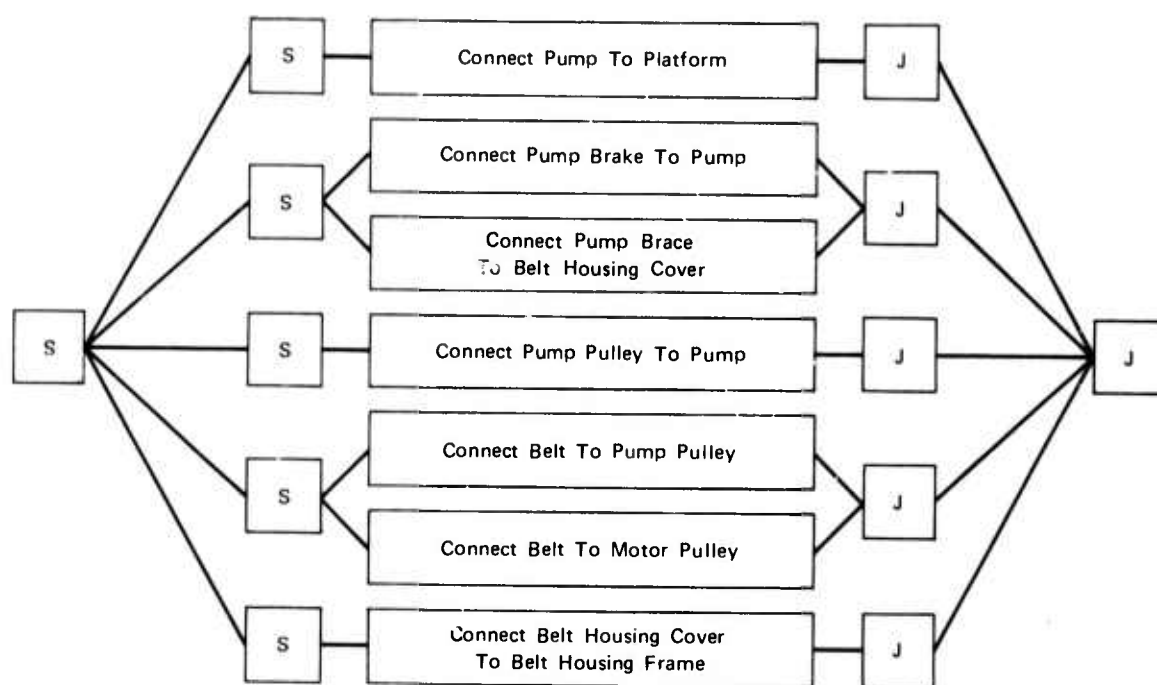 S
Connect Pump To Platform
J
Connect Pump Brake To Pump
S
J
Connect Pump Brace
To Belt Housing Cover
S
S
Connect Pump Pulley To Pump
J
J
Connect Belt To Pump Pulley
S
J
Connect Belt To Motor Pulley
S
Connect Belt Housing Cover
To Belt Housing Frame
J